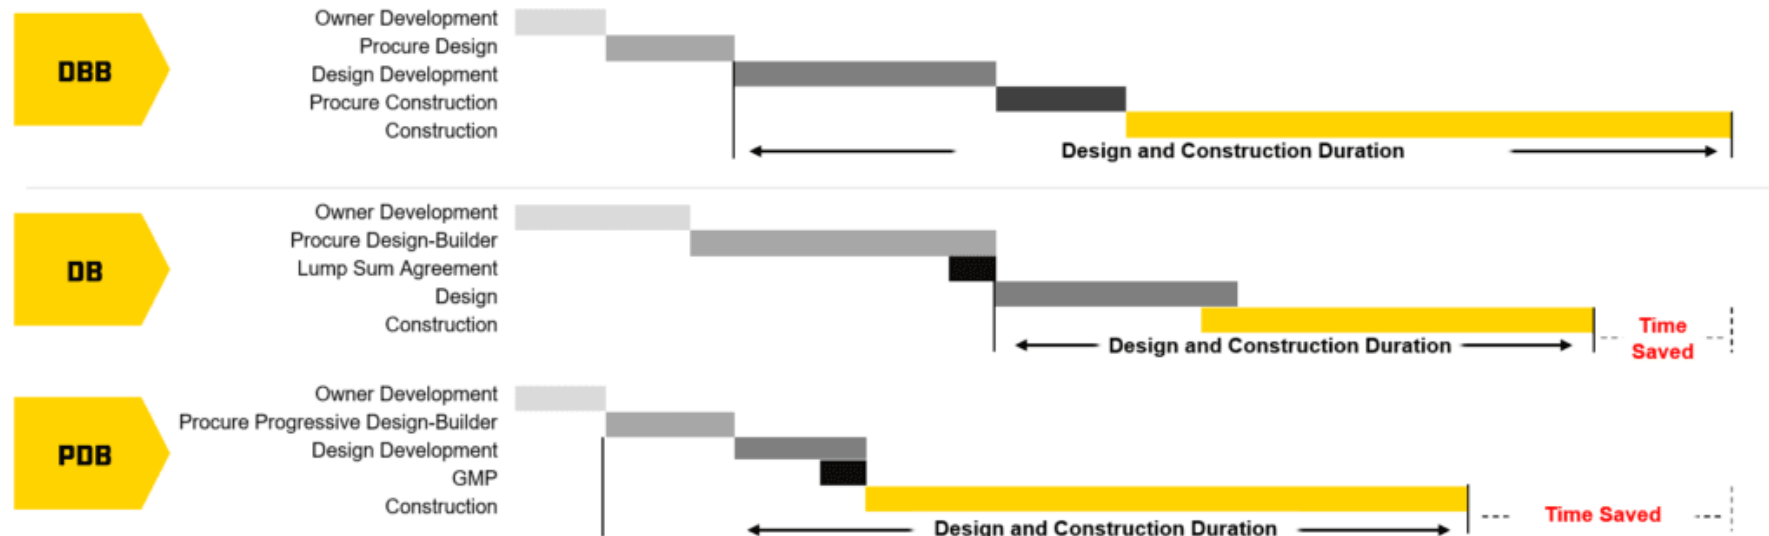 DBB
Owner Development
Procure Design
Design Development
Procure Construction
Construction
Design and Construction Duration
DB
Owner Development
Procure Design-Builder
Lump Sum Agreement
Design
Construction
Design and Construction Duration
Time
Saved
PDB
Owner Development
Procure Progressive Design-Builder
Design Development
GMP
Construction
Design and Construction Duration
Time Saved